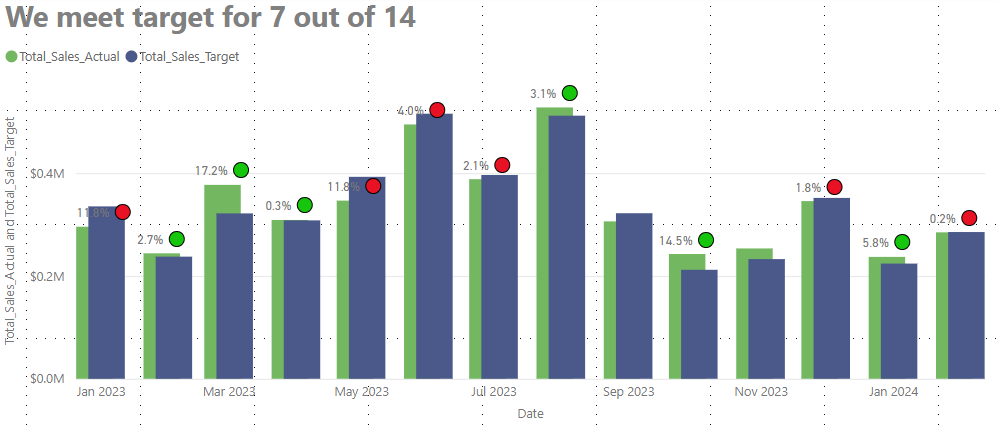 We meet target for 7 out of 14
Total_Sales_Actual Total_Sales_Target
Total_Sales_Actual and Total_Sales_Target
$0.4M
$0.2M
$0.0M
11.8%
2.7%
17.2%
0.3%
11.8%
4.0%
2.1%
3.1%
14.5%
1.8%
5.8%
0.2%
Jan 2023 Mar 2023 May 2023 Jul 2023 Sep 2023 Nov 2023 Jan 2024
Date